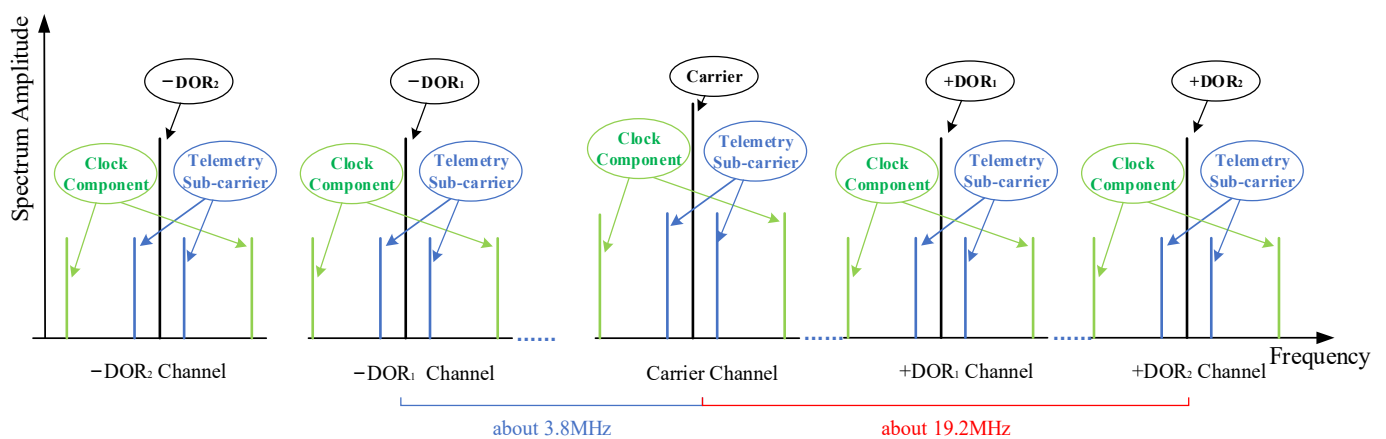 Spectrum Amplitude
−DOR₂
−DOR₁
Carrier
+DOR₁
+DOR₂
Clock
Component
Telemetry
Sub-carrier
Clock
Component
Telemetry
Sub-carrier
Clock
Component
Telemetry
Sub-carrier
Clock
Component
Telemetry
Sub-carrier
Clock
Component
Telemetry
Sub-carrier
Frequency
−DOR₂ Channel
−DOR₁ Channel
Carrier Channel
+DOR₁ Channel
+DOR₂ Channel
about 3.8MHz
about 19.2MHz